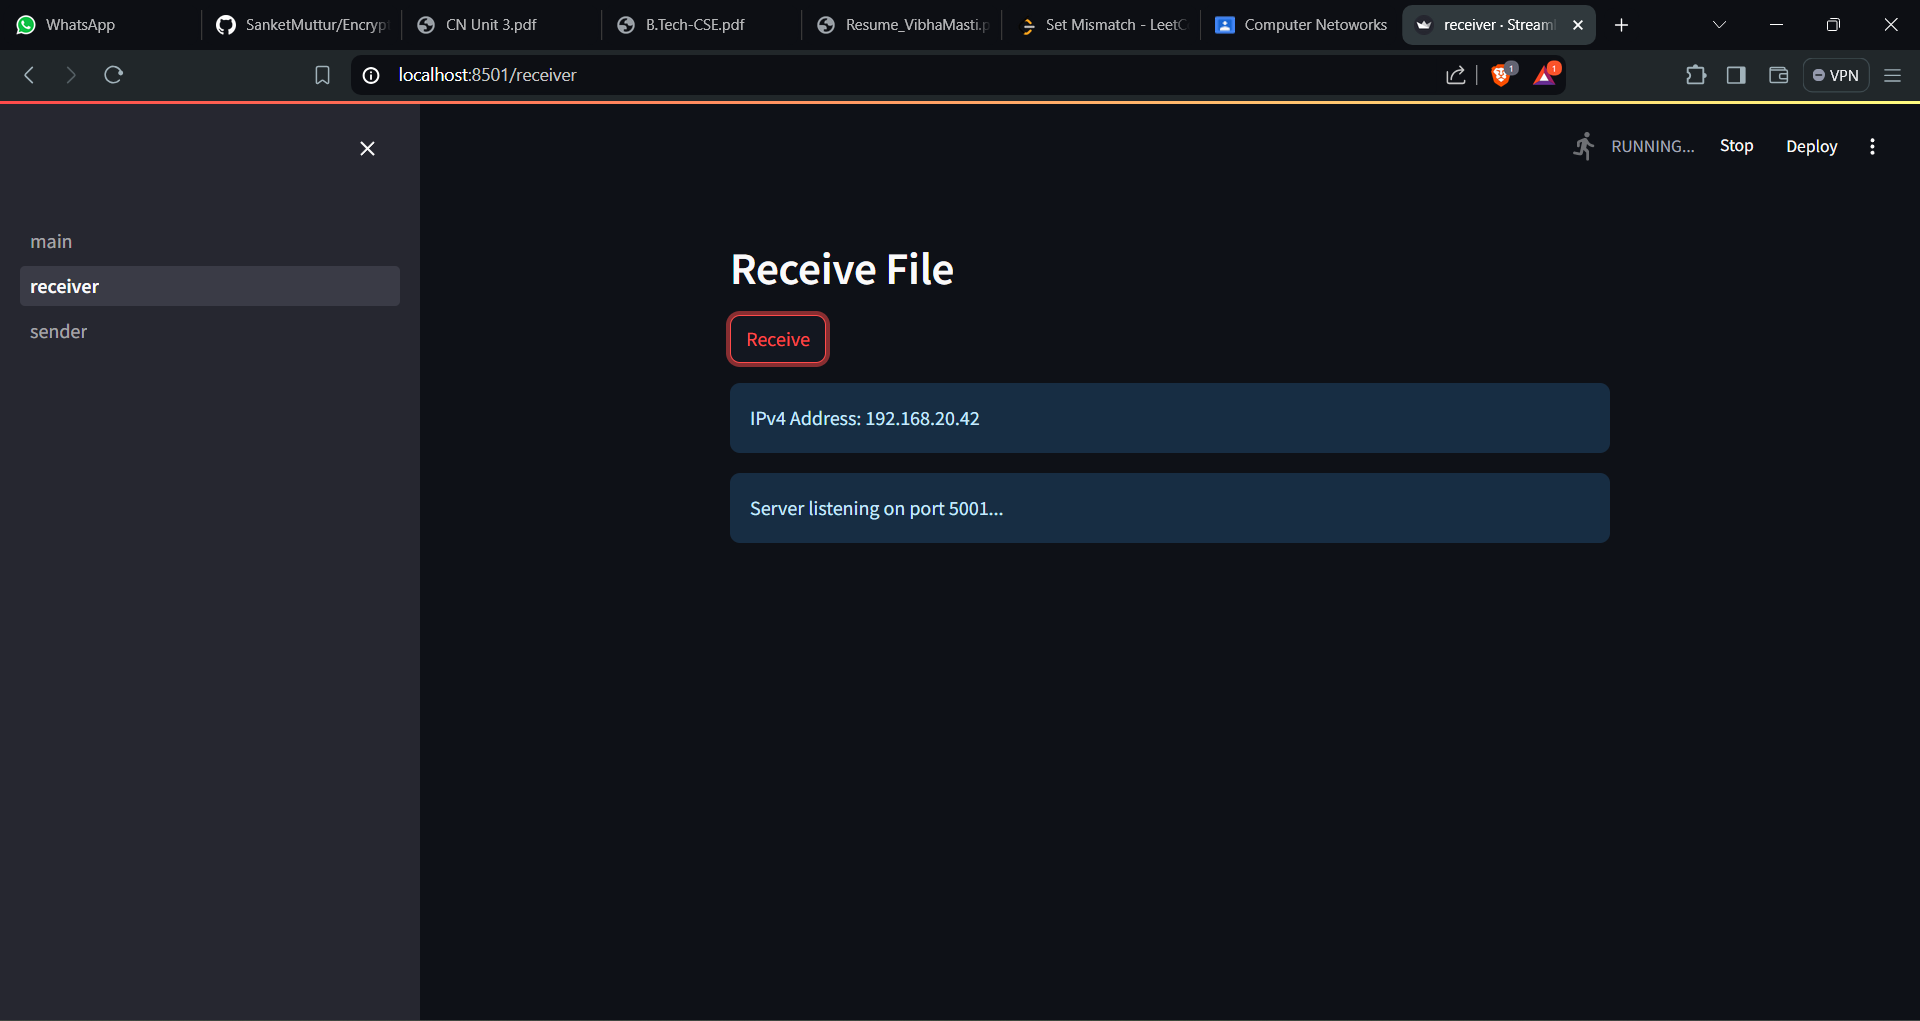 WhatsApp
SanketMuttur/Encrypt
CN Unit 3.pdf
B.Tech-CSE.pdf
Resume_VibhaMasti.p
Set Mismatch - LeetC
Computer Netoworks
receiver · Streaml
localhost:8501/receiver
1
1
VPN
RUNNING...
Stop
Deploy
main
receiver
sender
Receive File
Receive
IPv4 Address: 192.168.20.42
Server listening on port 5001...